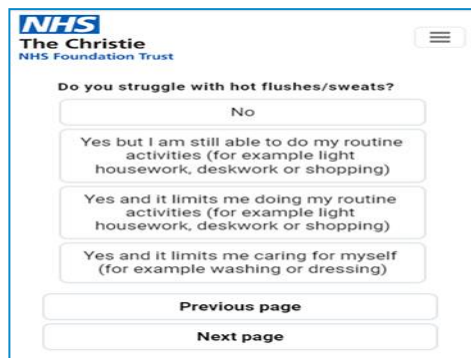 NHS
The Christie
NHS Foundation Trust
Do you struggle with hot flushes/sweats?
No
Yes but I am still able to do my routine
activities (for example light
housework, deskwork or shopping)
Yes and it limits me doing my routine
activities (for example light
housework, deskwork or shopping)
Yes and it limits me caring for myself
(for example washing or dressing)
Previous page
Next page